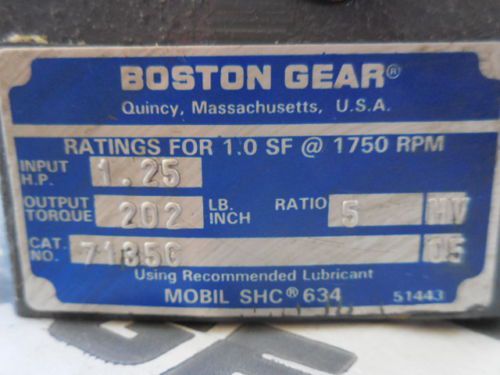 BOSTON GEAR®
Quincy, Massachusetts, U.S.A.
RATINGS FOR 1.0 SF @ 1750 RPM
INPUT H.P. 1.25
OUTPUT TORQUE 202 LB. INCH RATIO 5 HV
CAT. NO.
Using Recommended Lubricant
MOBIL SHC® 634 51443